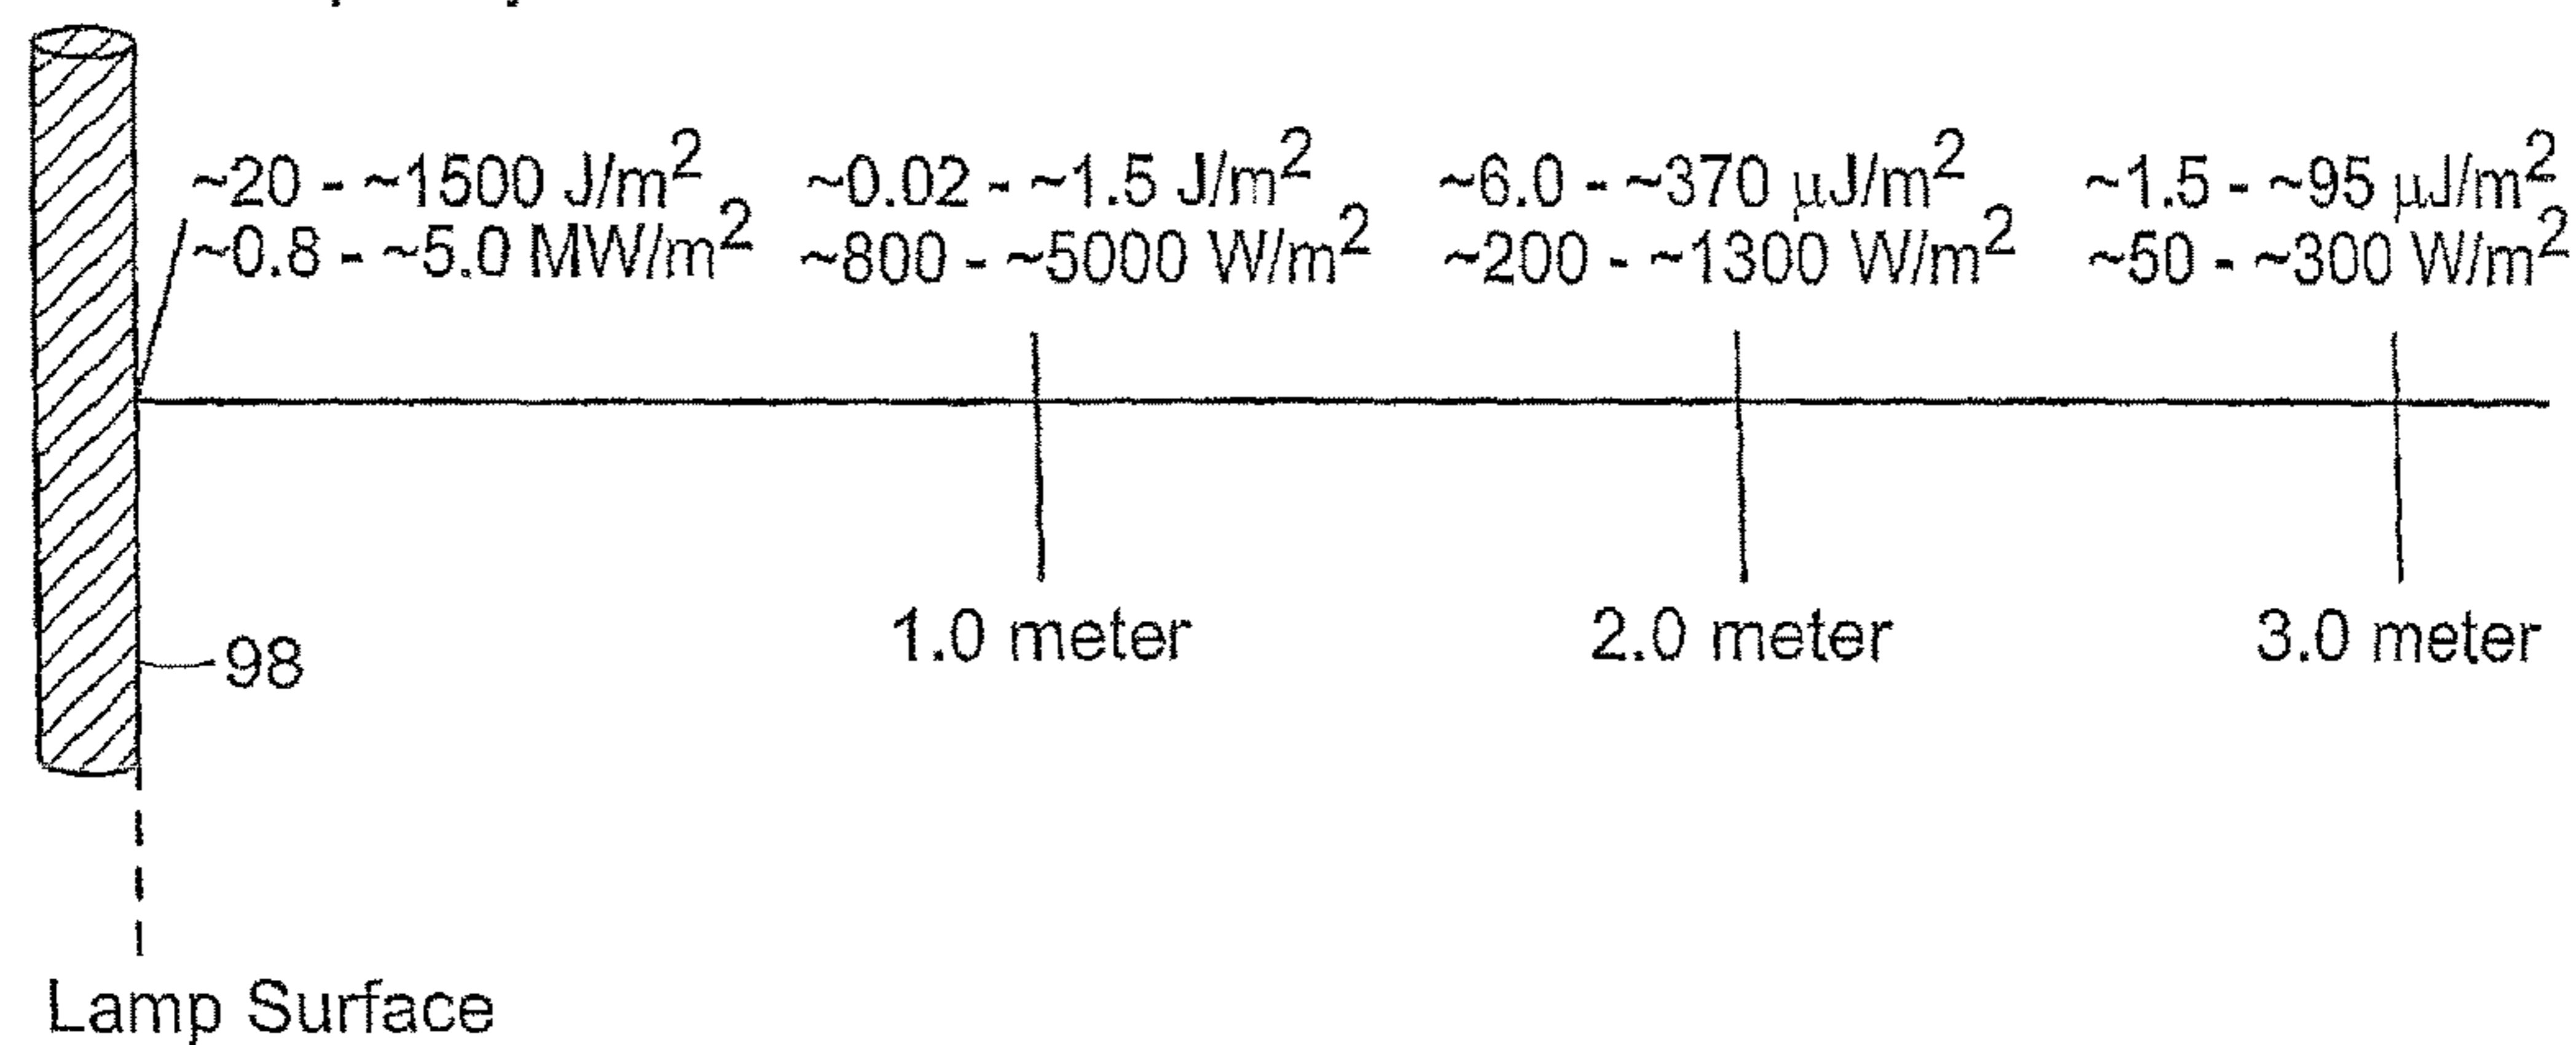 ~20 - ~1500 J/m²
~0.8 - ~5.0 MW/m²
~0.02 - ~1.5 J/m²
~800 - ~5000 W/m²
~6.0 - ~370 µJ/m²
~200 - ~1300 W/m²
~1.5 - ~95 µJ/m²
~50 - ~300 W/m²
1.0 meter
2.0 meter
3.0 meter
98
Lamp Surface